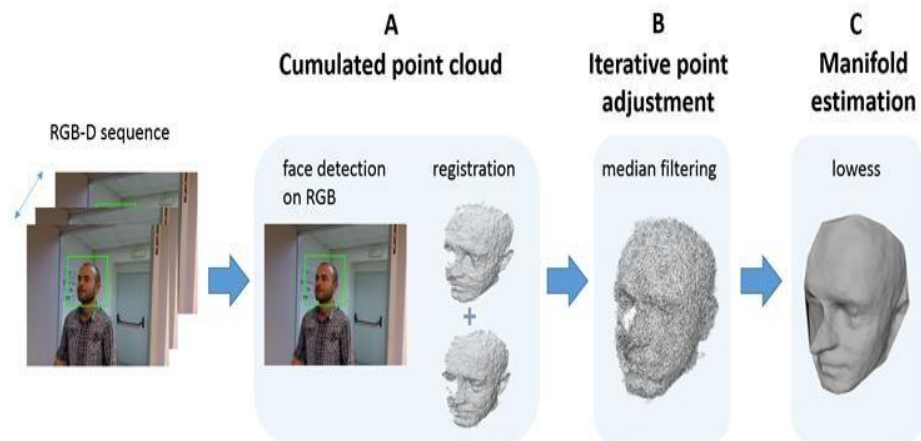 A
Cumulated point cloud
B
Iterative point
adjustment
C
Manifold
estimation
RGB-D sequence
face detection
on RGB
registration
median filtering
lowess
+